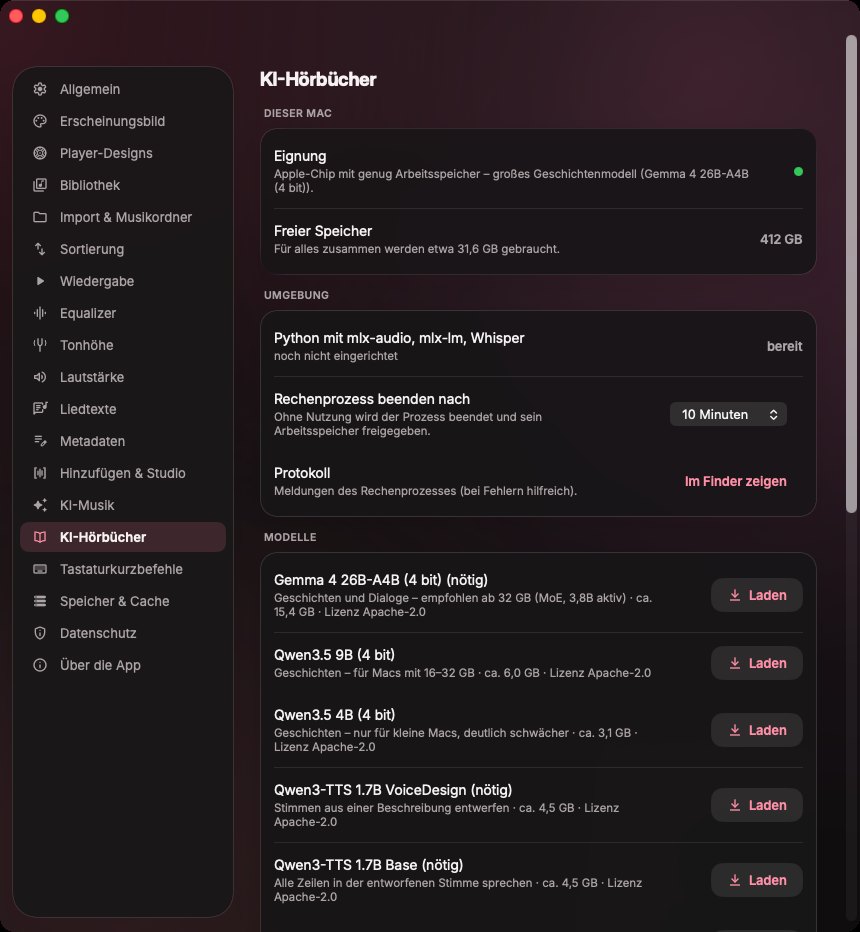 KI-Hörbücher
Allgemein
Erscheinungsbild
Player-Designs
Bibliothek
Import & Musikordner
Sortierung
Wiedergabe
Equalizer
Tonhöhe
Lautstärke
Liedtexte
Metadaten
Hinzufügen & Studio
KI-Musik
KI-Hörbücher
Tastaturkurzbefehle
Speicher & Cache
Datenschutz
Über die App
DIESER MAC
Eignung
Apple-Chip mit genug Arbeitsspeicher – großes Geschichtenmodell (Gemma 4 26B-A4B
(4 bit)).
Freier Speicher
Für alles zusammen werden etwa 31,6 GB gebraucht.
412 GB
UMGEBUNG
Python mit mlx-audio, mlx-lm, Whisper
noch nicht eingerichtet
bereit
Rechenprozess beenden nach
Ohne Nutzung wird der Prozess beendet und sein
Arbeitsspeicher freigegeben.
10 Minuten
Protokoll
Meldungen des Rechenprozesses (bei Fehlern hilfreich).
Im Finder zeigen
MODELLE
Gemma 4 26B-A4B (4 bit) (nötig)
Geschichten und Dialoge – empfohlen ab 32 GB (MoE, 3,8B aktiv) · ca.
15,4 GB · Lizenz Apache-2.0
Laden
Qwen3.5 9B (4 bit)
Geschichten – für Macs mit 16–32 GB · ca. 6,0 GB · Lizenz Apache-2.0
Laden
Qwen3.5 4B (4 bit)
Geschichten – nur für kleine Macs, deutlich schwächer · ca. 3,1 GB ·
Lizenz Apache-2.0
Laden
Qwen3-TTS 1.7B VoiceDesign (nötig)
Stimmen aus einer Beschreibung entwerfen · ca. 4,5 GB · Lizenz
Apache-2.0
Laden
Qwen3-TTS 1.7B Base (nötig)
Alle Zeilen in der entworfenen Stimme sprechen · ca. 4,5 GB · Lizenz
Apache-2.0
Laden